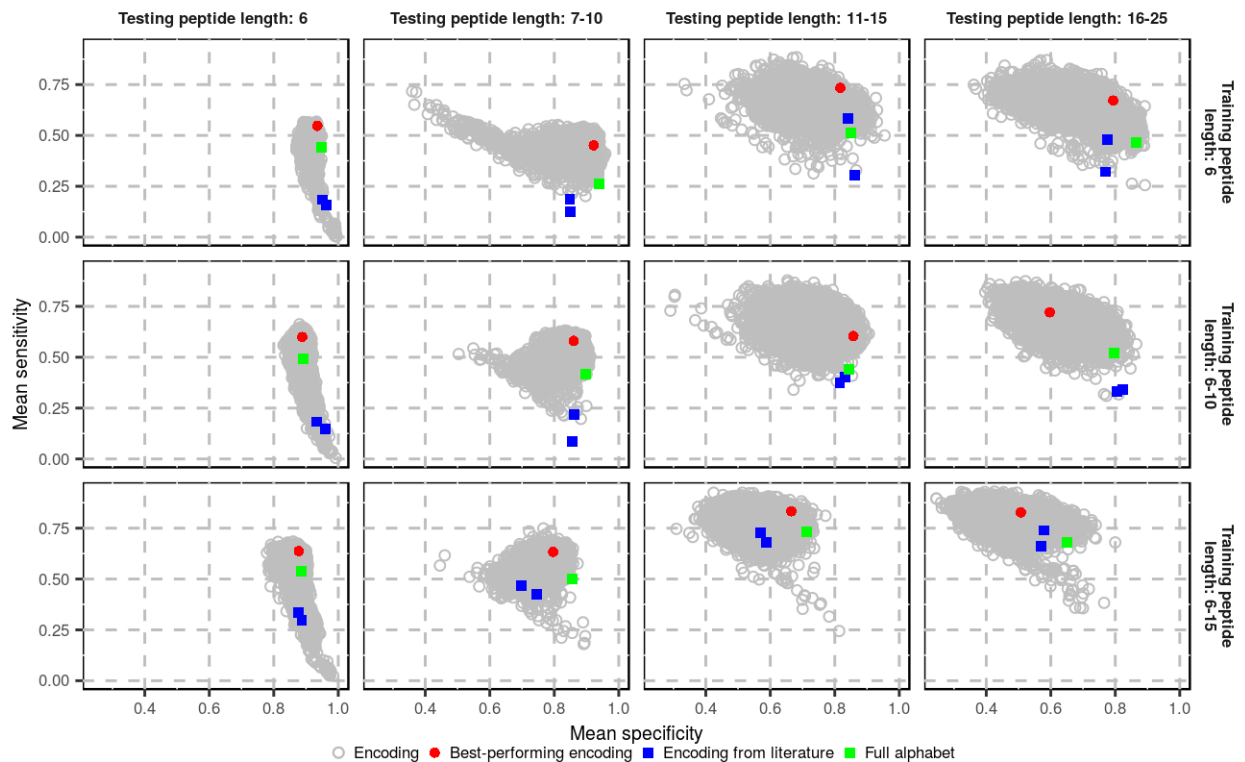 Testing peptide length: 6
Testing peptide length: 7-10
Testing peptide length: 11-15
Testing peptide length: 16-25
Mean sensitivity
0.75
0.50
0.25
0.00
Training peptide
length: 6
0.75
0.50
0.25
0.00
Training peptide
length: 6-10
0.75
0.50
0.25
0.00
Training peptide
length: 6-15
0.4 0.6 0.8 1.0
0.4 0.6 0.8 1.0
0.4 0.6 0.8 1.0
0.4 0.6 0.8 1.0
Mean specificity
Encoding Best-performing encoding Encoding from literature Full alphabet